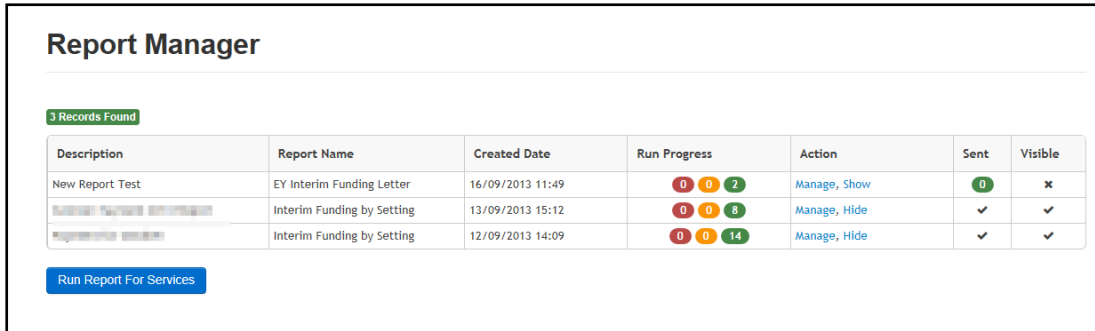 Report Manager
3 Records Found
Description Report Name Created Date Run Progress Action Sent Visible
New Report Test EY Interim Funding Letter 16/09/2013 11:49 0 0 2 Manage, Show 0
Interim Funding by Setting 13/09/2013 15:12 0 0 8 Manage, Hide
Interim Funding by Setting 12/09/2013 14:09 0 0 14 Manage, Hide
Run Report For Services